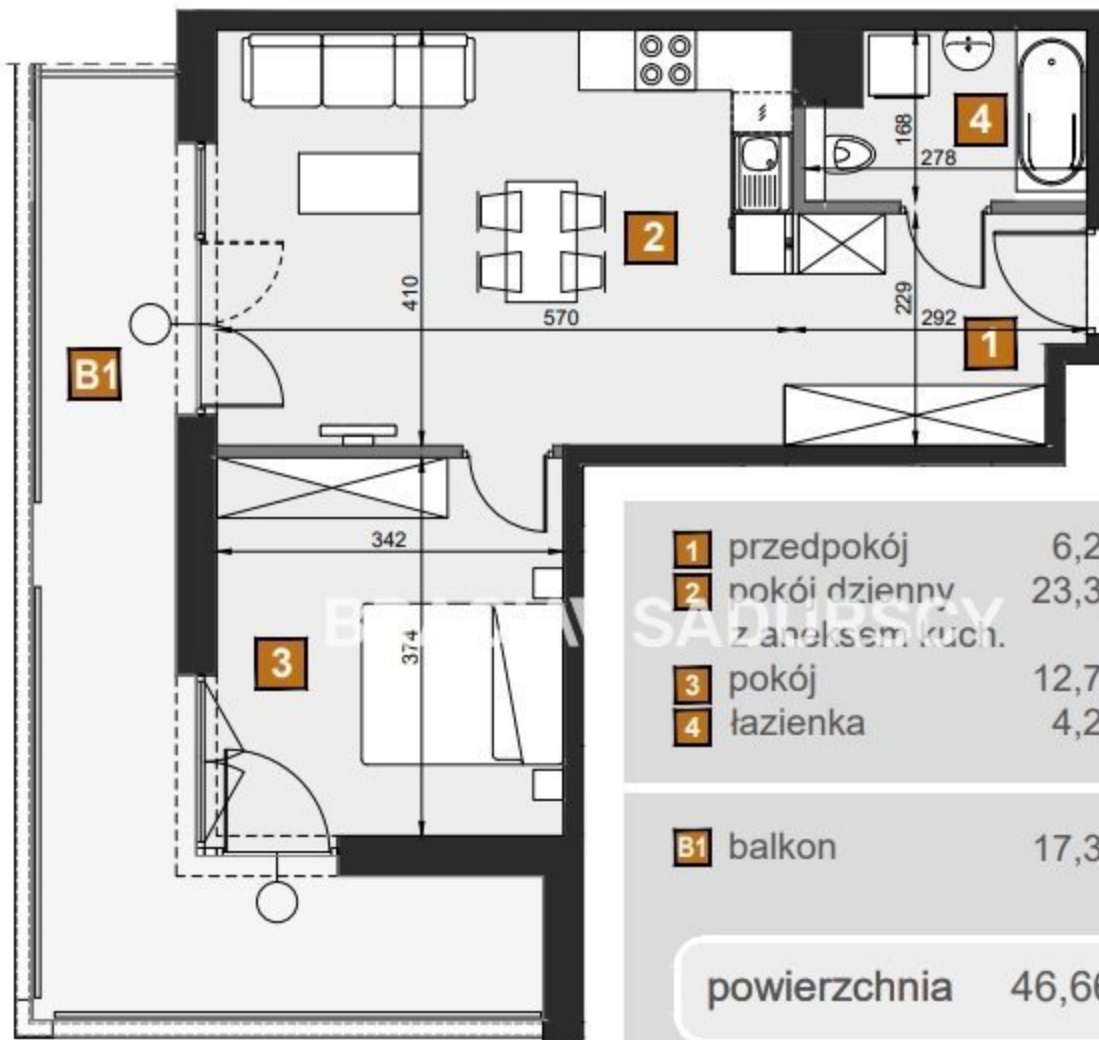 4
168
278
2
410
570
229
292
1
B1
342
374
3
1 przedpokój 6,2
2 pokój dzienny 23,3
z aneksem kuch.
3 pokój 12,7
4 łazienka 4,2
SADURSCY
B1 balkon 17,3
powierzchnia 46,66